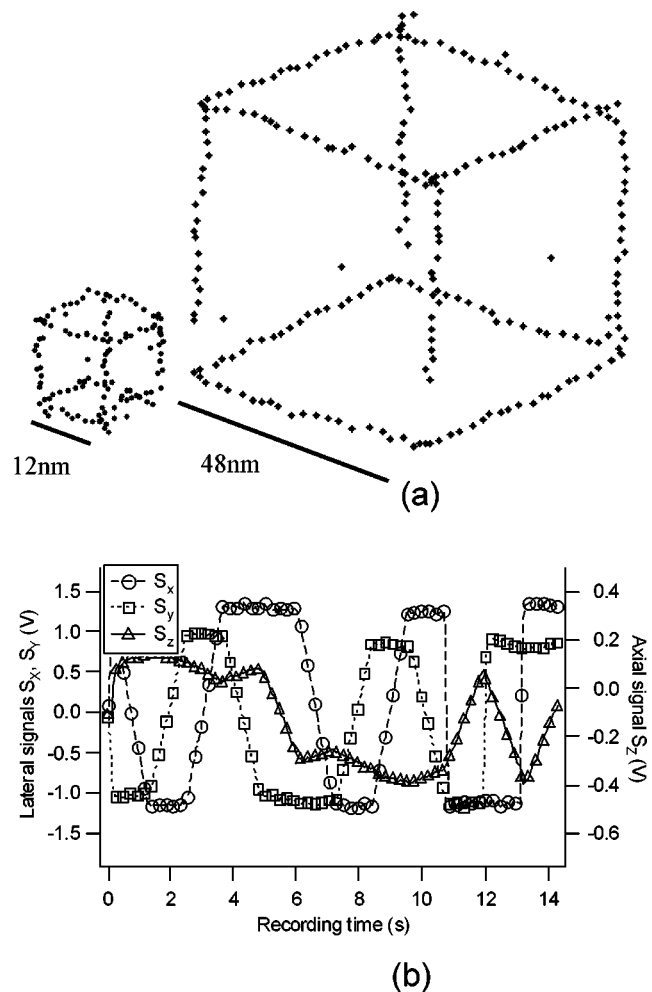 12nm
48nm
(a)
Sx
Sy
Sz
1.5
1.0
0.5
0.0
-0.5
-1.0
-1.5
Lateral signals SX, SY (V)
0.4
0.2
0.0
-0.2
-0.4
-0.6
Axial signal SZ (V)
0 2 4 6 8 10 12 14
Recording time (s)
(b)